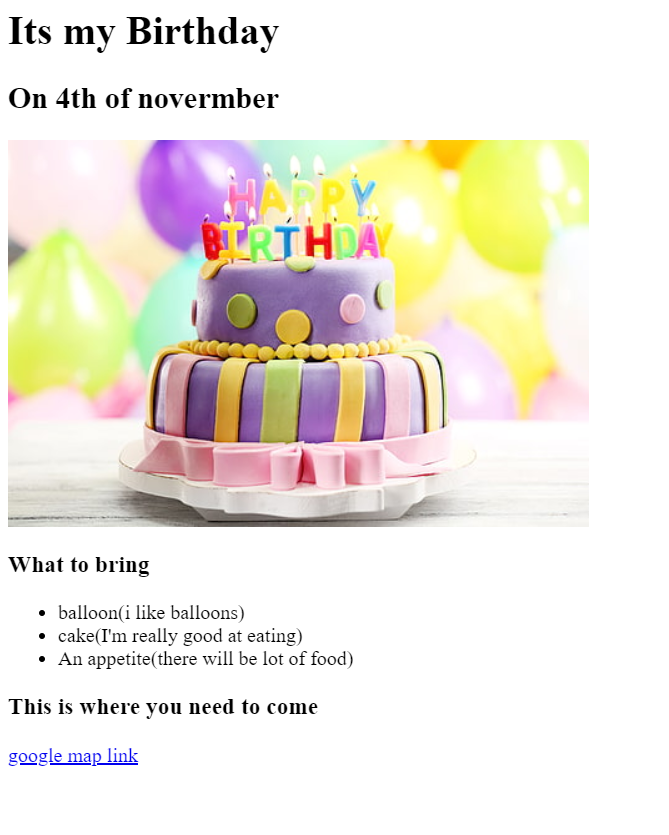 Its my Birthday
On 4th of novermber
HAPPY
BIRTHDAY
What to bring
balloon(i like balloons)
cake(I'm really good at eating)
An appetite(there will be lot of food)
This is where you need to come
google map link